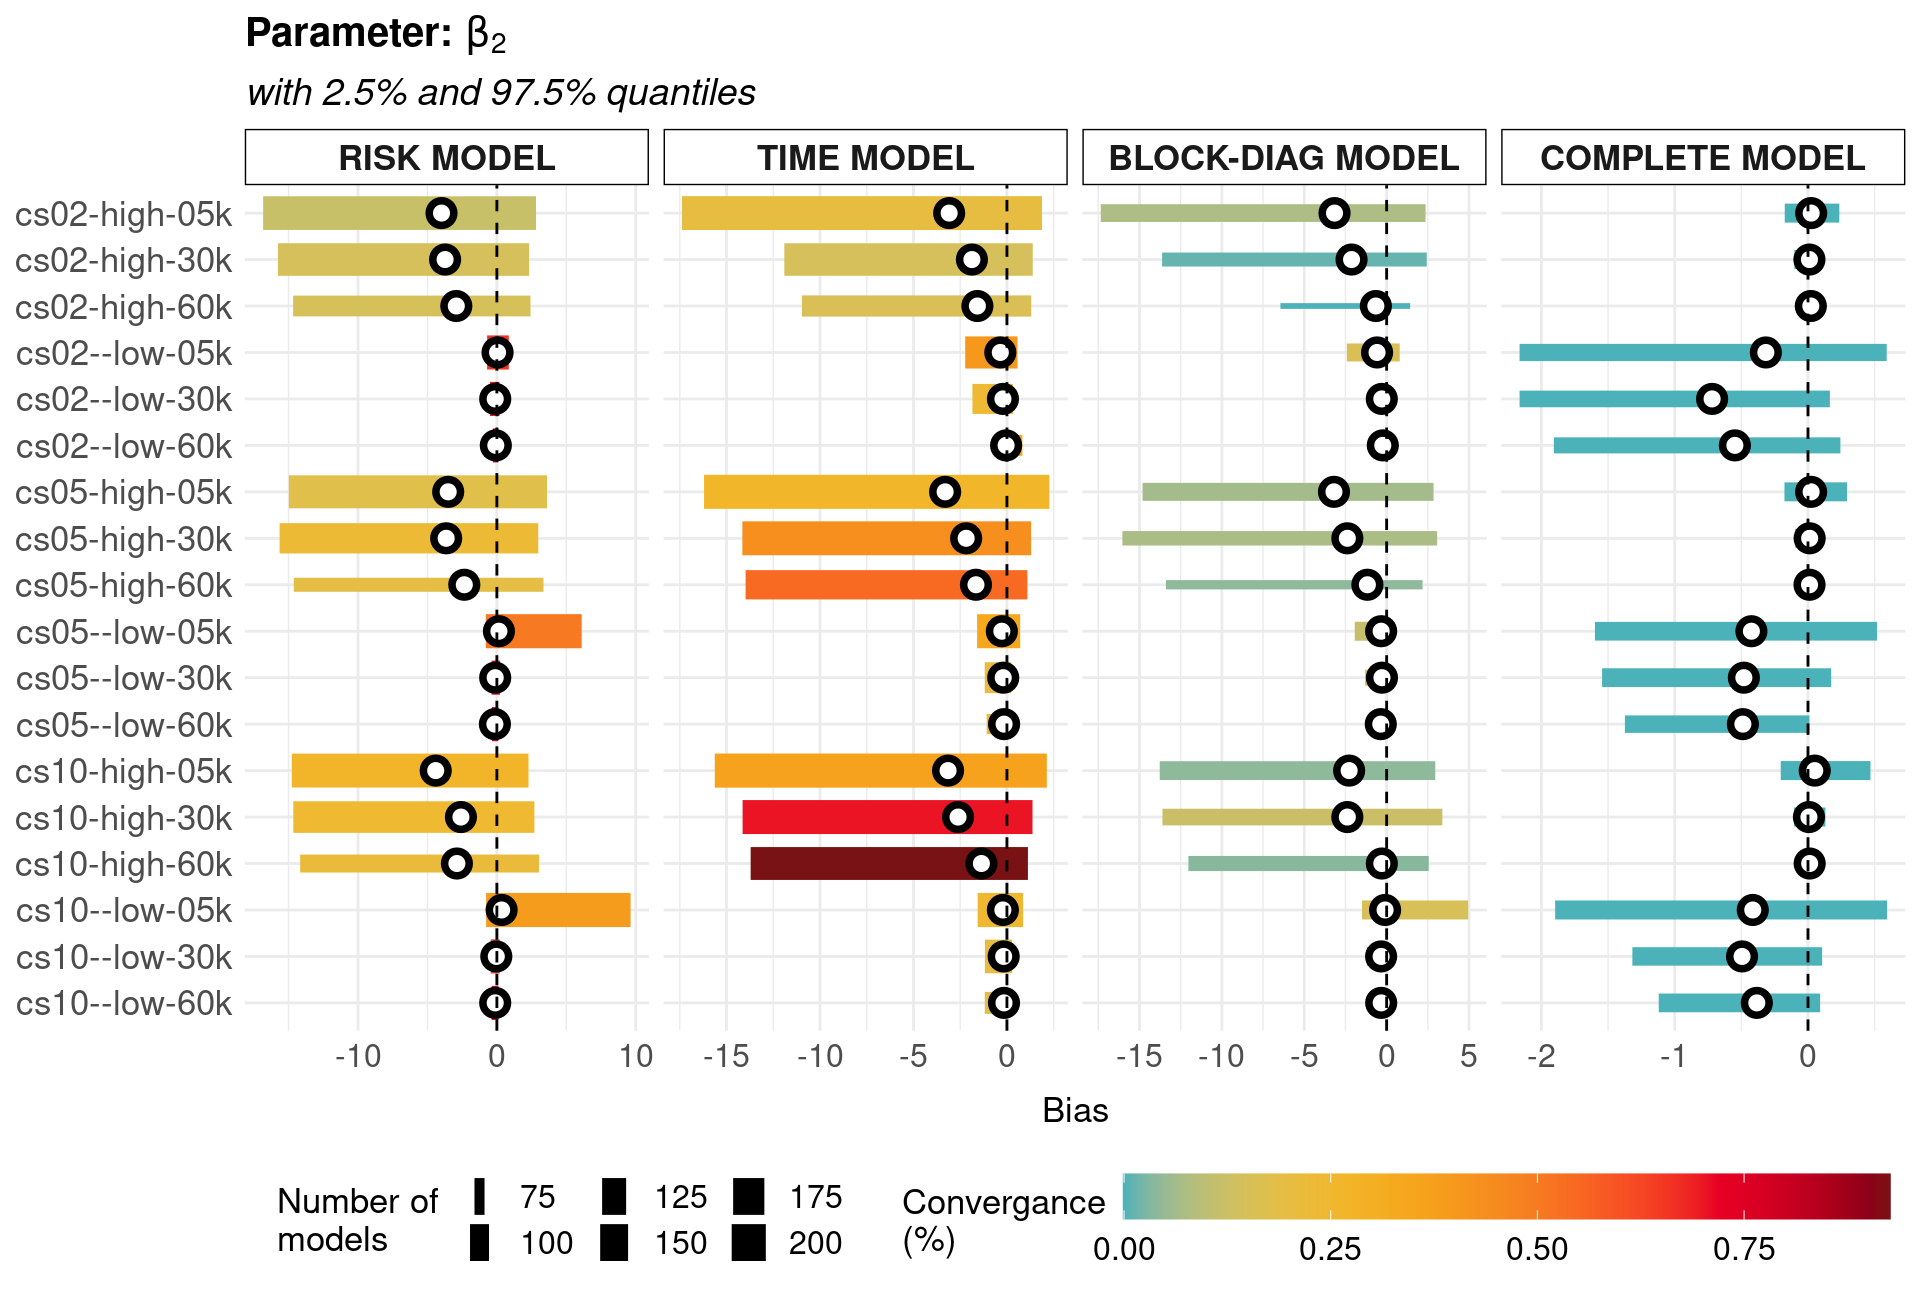 Parameter: β₂
with 2.5% and 97.5% quantiles
RISK MODEL TIME MODEL BLOCK-DIAG MODEL COMPLETE MODEL
cs02-high-05k
cs02-high-30k
cs02-high-60k
cs02--low-05k
cs02--low-30k
cs02--low-60k
cs05-high-05k
cs05-high-30k
cs05-high-60k
cs05--low-05k
cs05--low-30k
cs05--low-60k
cs10-high-05k
cs10-high-30k
cs10-high-60k
cs10--low-05k
cs10--low-30k
cs10--low-60k
-10 0 10 -15 -10 -5 0 -15 -10 -5 0 5 -2 -1 0
Bias
Number of models
75 125 175
100 150 200
Convergance (%)
0.00 0.25 0.50 0.75